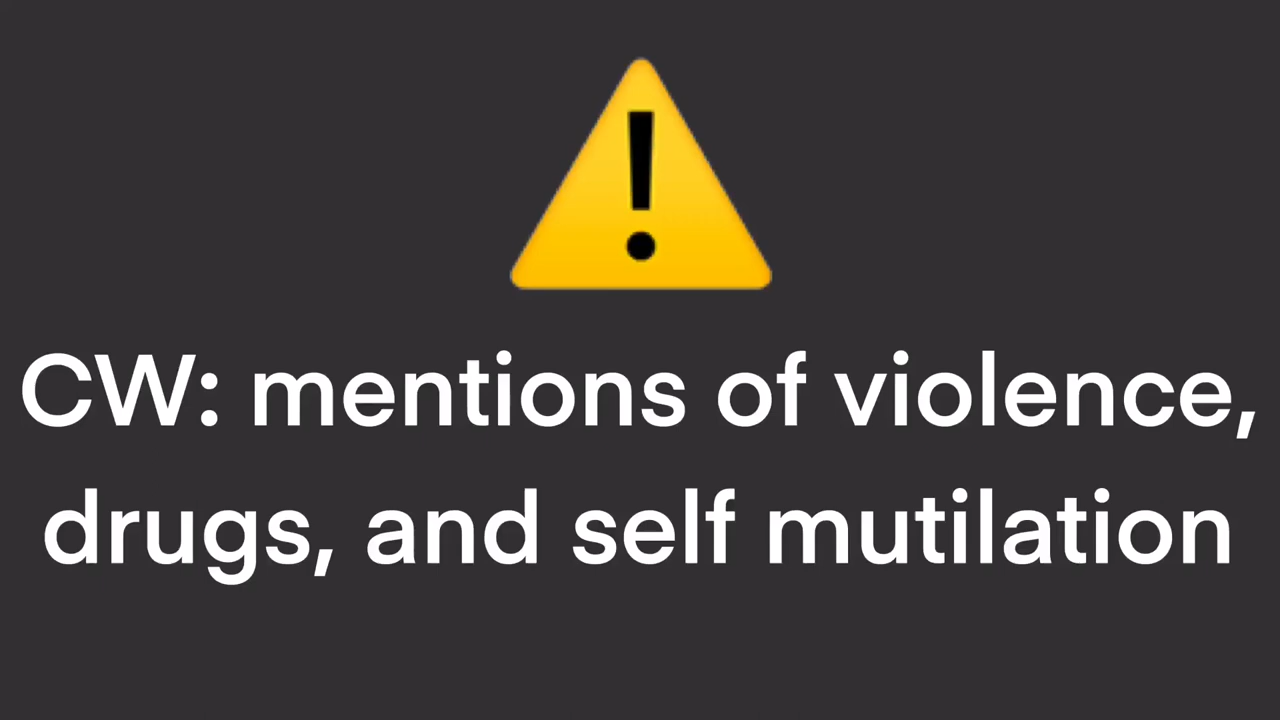 CW: mentions of violence,
drugs, and self mutilation